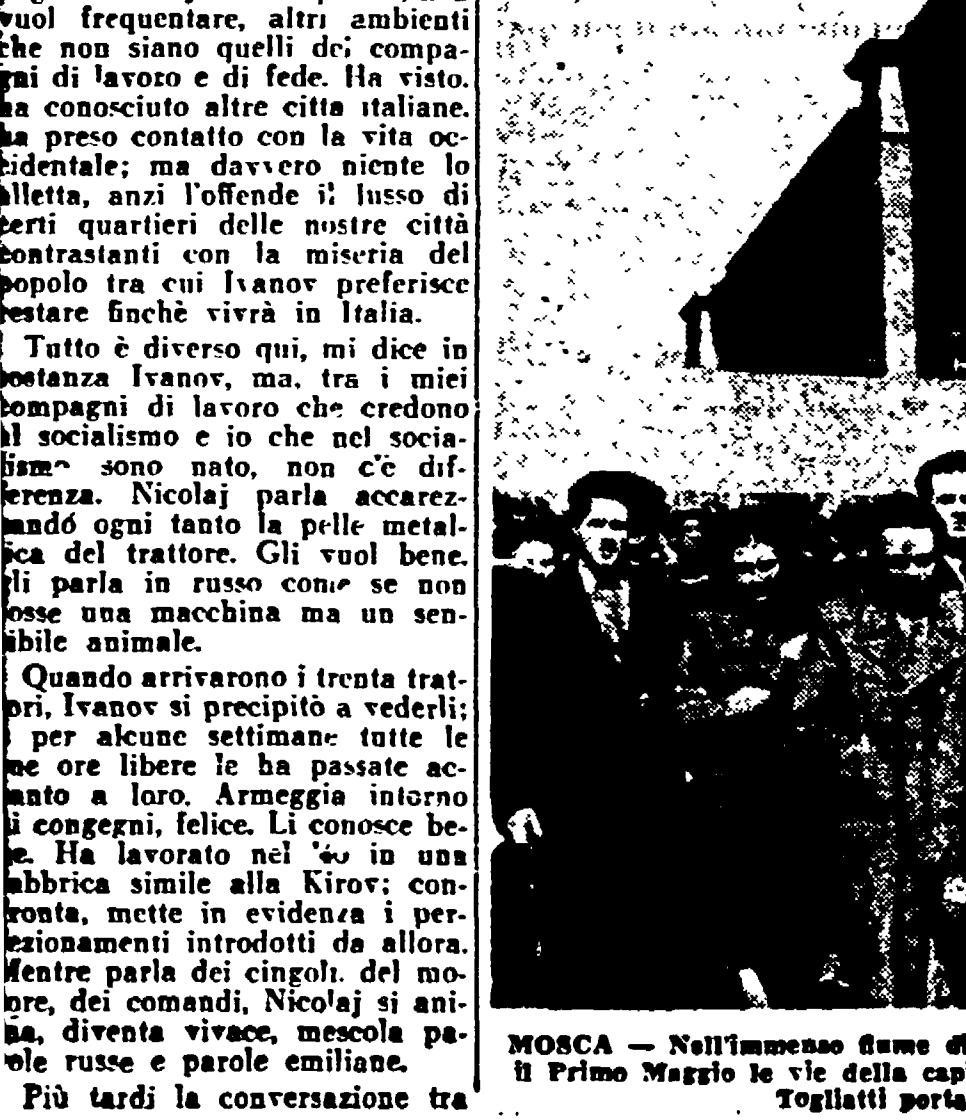 vuol frequentare, altri ambienti
che non siano quelli dei compa-
gni di lavoro e di fede. Ha visto.
ha conosciuto altre citta italiane.
ha preso contatto con la vita oc-
cidentale; ma davvero niente lo
alletta, anzi l'offende il lusso di
certi quartieri delle nostre città
contrastanti con la miseria del
popolo tra cui Ivanov preferisce
restare finchè vivrà in Italia.
Tutto è diverso qui, mi dice in
sostanza Ivanov, ma, tra i miei
compagni di lavoro che credono
al socialismo e io che nel socia-
lismo sono nato, non c'è dif-
ferenza. Nicolaj parla accarez-
zando ogni tanto la pelle metal-
lica del trattore. Gli vuol bene.
gli parla in russo come se non
fosse una macchina ma un sen-
sibile animale.
Quando arrivarono i trenta trat-
tori, Ivanov si precipitò a vederli;
per alcune settimane tutte le
sue ore libere le ha passate ac-
canto a loro. Armeggia intorno
ai congegni, felice. Li conosce be-
ne. Ha lavorato nel in una
fabbrica simile alla Kirov; con-
fronta, mette in evidenza i per-
fezionamenti introdotti da allora.
Mentre parla dei cingoli, del mo-
tore, dei comandi, Nicolaj si ani-
ma, diventa vivace, mescola pa-
role russe e parole emiliane.
Più tardi la conversazione tra
MOSCA — Nell'immenso fiume di
il Primo Maggio le vie della cap
Togliatti porta